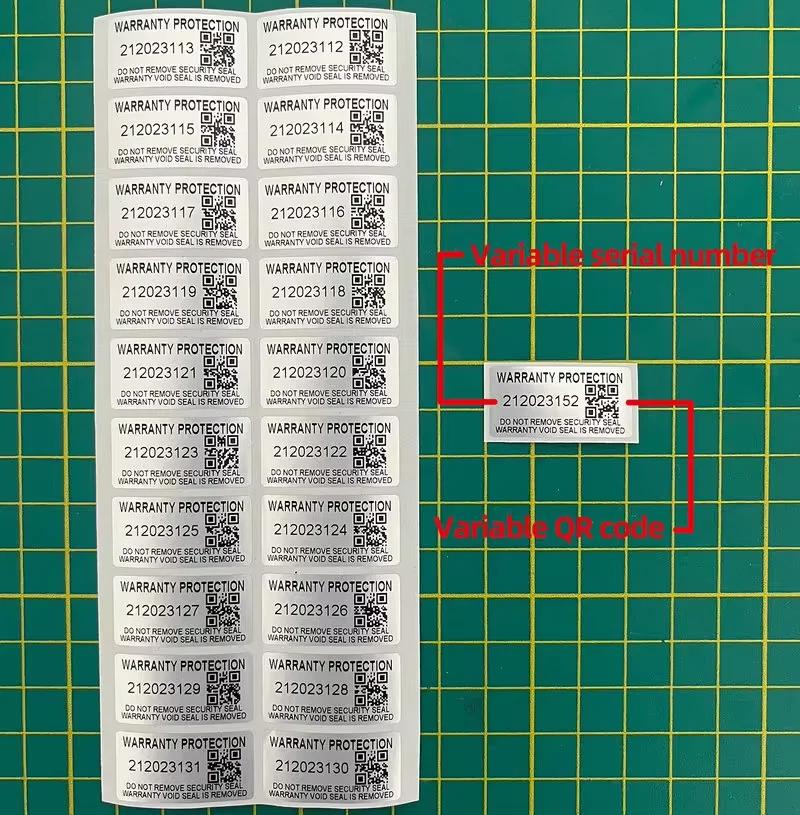 WARRANTY PROTECTION
212023113
DO NOT REMOVE SECURITY SEAL
WARRANTY VOID SEAL IS REMOVED
WARRANTY PROTECTION
212023112
DO NOT REMOVE SECURITY SEAL
WARRANTY VOID SEAL IS REMOVED
WARRANTY PROTECTION
212023115
DO NOT REMOVE SECURITY SEAL
WARRANTY VOID SEAL IS REMOVED
WARRANTY PROTECTION
212023114
DO NOT REMOVE SECURITY SEAL
WARRANTY VOID SEAL IS REMOVED
WARRANTY PROTECTION
212023117
DO NOT REMOVE SECURITY SEAL
WARRANTY VOID SEAL IS REMOVED
WARRANTY PROTECTION
212023116
DO NOT REMOVE SECURITY SEAL
WARRANTY VOID SEAL IS REMOVED
WARRANTY PROTECTION
212023119
DO NOT REMOVE SECURITY SEAL
WARRANTY VOID SEAL IS REMOVED
WARRANTY PROTECTION
212023118
DO NOT REMOVE SECURITY SEAL
WARRANTY VOID SEAL IS REMOVED
WARRANTY PROTECTION
212023121
DO NOT REMOVE SECURITY SEAL
WARRANTY VOID SEAL IS REMOVED
WARRANTY PROTECTION
212023120
DO NOT REMOVE SECURITY SEAL
WARRANTY VOID SEAL IS REMOVED
WARRANTY PROTECTION
212023123
DO NOT REMOVE SECURITY SEAL
WARRANTY VOID SEAL IS REMOVED
WARRANTY PROTECTION
212023122
DO NOT REMOVE SECURITY SEAL
WARRANTY VOID SEAL IS REMOVED
WARRANTY PROTECTION
212023125
DO NOT REMOVE SECURITY SEAL
WARRANTY VOID SEAL IS REMOVED
WARRANTY PROTECTION
212023124
DO NOT REMOVE SECURITY SEAL
WARRANTY VOID SEAL IS REMOVED
WARRANTY PROTECTION
212023127
DO NOT REMOVE SECURITY SEAL
WARRANTY VOID SEAL IS REMOVED
WARRANTY PROTECTION
212023126
DO NOT REMOVE SECURITY SEAL
WARRANTY VOID SEAL IS REMOVED
WARRANTY PROTECTION
212023129
DO NOT REMOVE SECURITY SEAL
WARRANTY VOID SEAL IS REMOVED
WARRANTY PROTECTION
212023128
DO NOT REMOVE SECURITY SEAL
WARRANTY VOID SEAL IS REMOVED
WARRANTY PROTECTION
212023131
DO NOT REMOVE SECURITY SEAL
WARRANTY VOID SEAL IS REMOVED
WARRANTY PROTECTION
212023130
DO NOT REMOVE SECURITY SEAL
WARRANTY VOID SEAL IS REMOVED
Variable serial number
WARRANTY PROTECTION
212023152
DO NOT REMOVE SECURITY SEAL
WARRANTY VOID SEAL IS REMOVED
Variable QR code